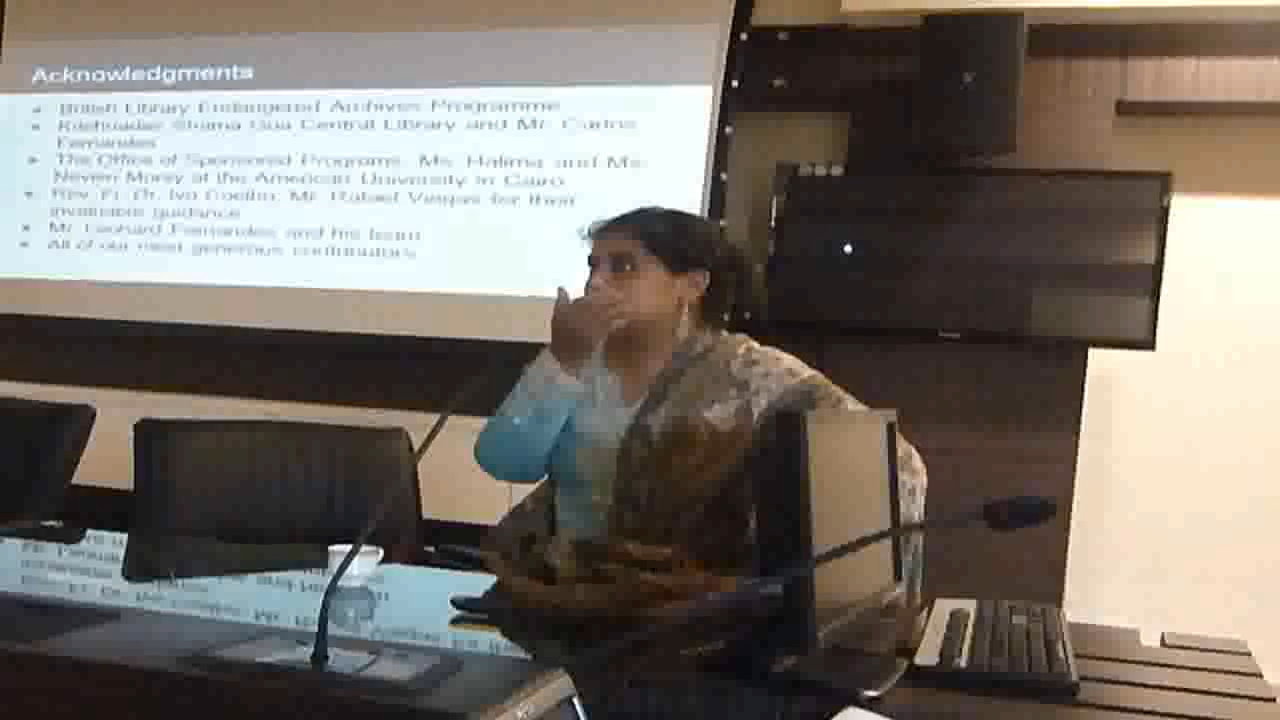 Acknowledgments
British Library Endangered Archives Programme
Krishnadas Shama Goa Central Library and Mr. Carlos
Fernandes
The Office of Sponsored Programs, Ms. Halima and Ms.
Neven Morsy at the American University in Cairo
Rev. Fr. Dr. Ivo Coelho, Mr. Rafael Viegas for their
invaluable guidance
Mr. Leonard Fernandes and his team
All of our most generous contributors